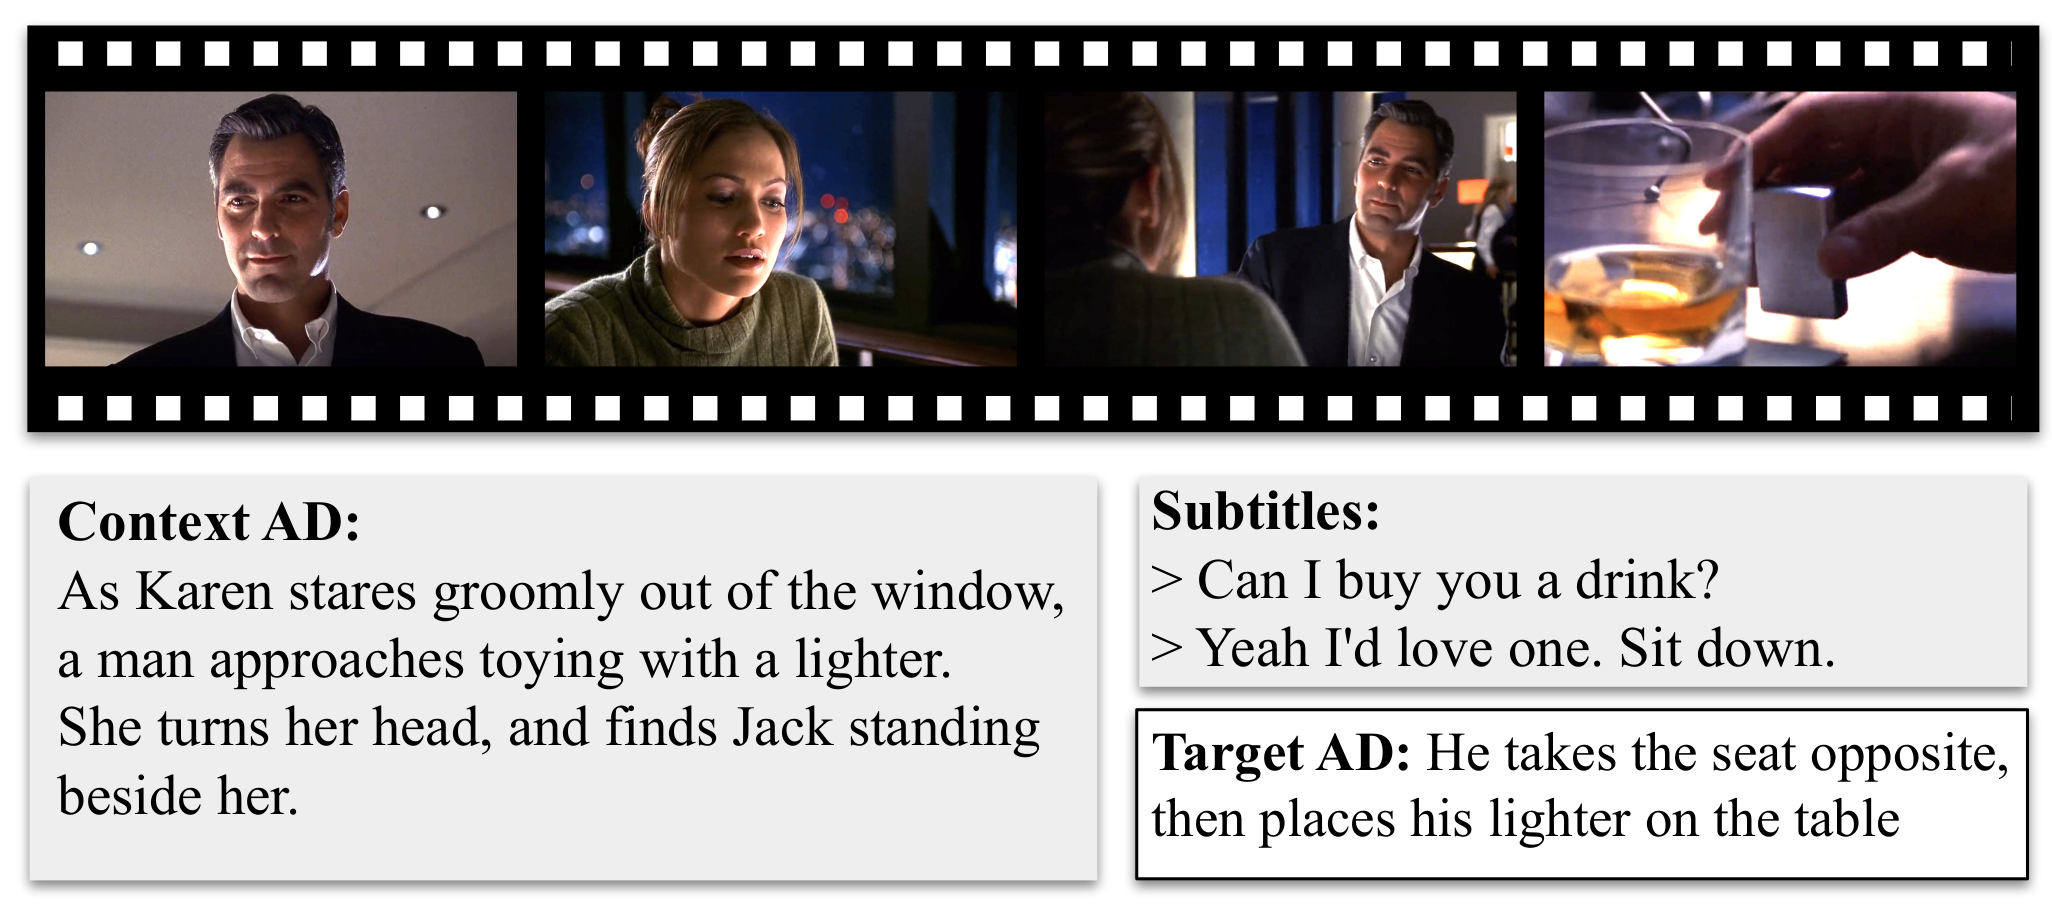 Context AD:
As Karen stares groomly out of the window,
a man approaches toying with a lighter.
She turns her head, and finds Jack standing
beside her.
Subtitles:
> Can I buy you a drink?
> Yeah I'd love one. Sit down.
Target AD: He takes the seat opposite,
then places his lighter on the table